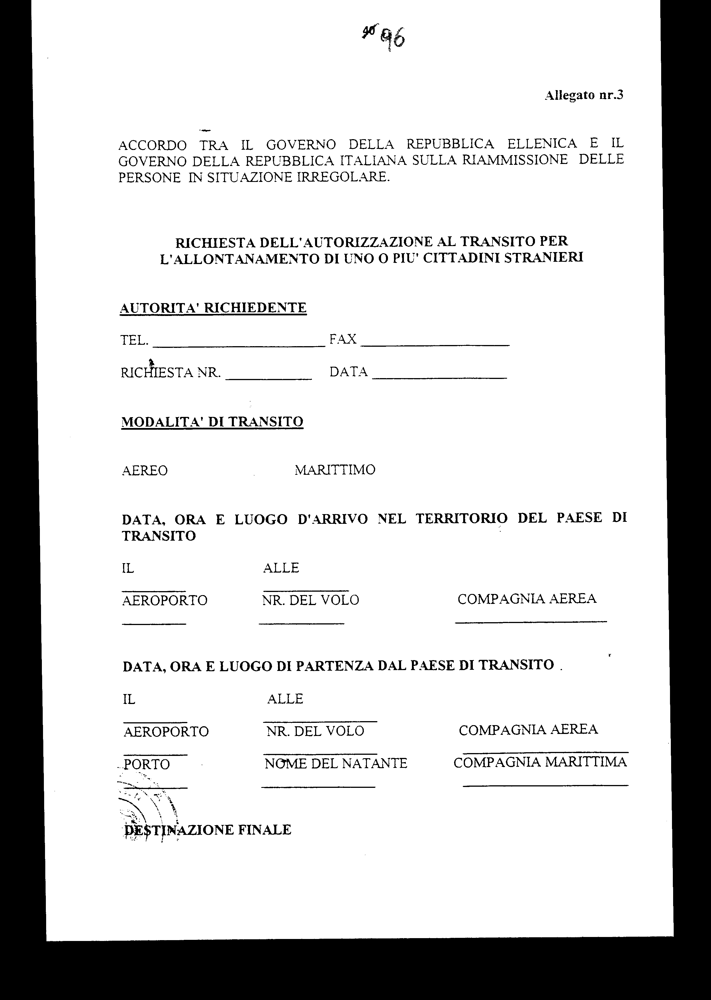 96
Allegato nr.3
ACCORDO TRA IL GOVERNO DELLA REPUBBLICA ELLENICA E IL
GOVERNO DELLA REPUBBLICA ITALIANA SULLA RIAMMISSIONE DELLE
PERSONE IN SITUAZIONE IRREGOLARE.
RICHIESTA DELL'AUTORIZZAZIONE AL TRANSITO PER
L'ALLONTANAMENTO DI UNO O PIU' CITTADINI STRANIERI
AUTORITA' RICHIEDENTE
TEL. ____________________ FAX ____________________
RICHIESTA NR. ____________ DATA ____________________
MODALITA' DI TRANSITO
AEREO MARITTIMO
DATA, ORA E LUOGO D'ARRIVO NEL TERRITORIO DEL PAESE DI
TRANSITO
IL ALLE
AEROPORTO NR. DEL VOLO COMPAGNIA AEREA
DATA, ORA E LUOGO DI PARTENZA DAL PAESE DI TRANSITO .
IL ALLE
AEROPORTO NR. DEL VOLO COMPAGNIA AEREA
PORTO NOME DEL NATANTE COMPAGNIA MARITTIMA
DESTINAZIONE FINALE